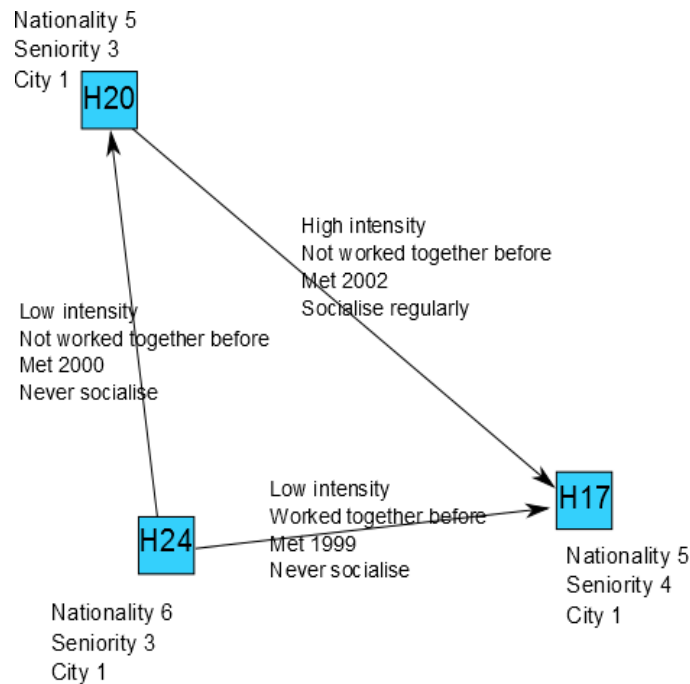 Nationality 5
Seniority 3
City 1
H20
High intensity
Not worked together before
Met 2002
Socialise regularly
Low intensity
Not worked together before
Met 2000
Never socialise
Low intensity
Worked together before
Met 1999
Never socialise
H17
H24
Nationality 5
Seniority 4
City 1
Nationality 6
Seniority 3
City 1